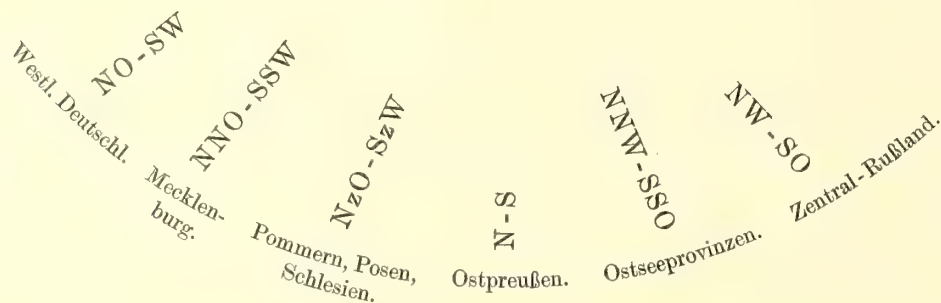 NO-SW
Westl. Deutschl.
NNO-SSW
Mecklen-
burg.
NzO-SzW
Pommern, Posen,
Schlesien.
N-S
Ostpreußen.
NNW-SSO
Ostseeprovinzen.
NW-SO
Zentral-Rußland.